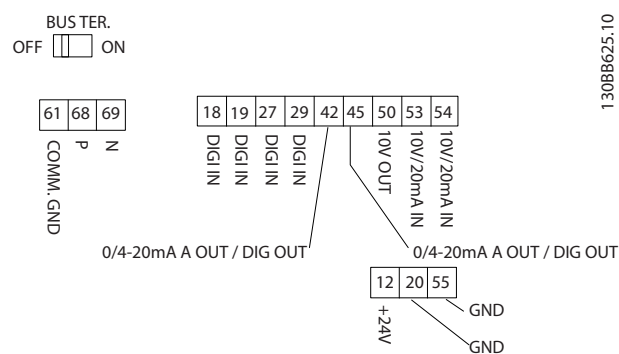 BUS TER.
OFF ON
130BB625.10
61 68 69
18 19 27 29 42 45 50 53 54
COMM. GND
P
N
DIGI IN
DIGI IN
DIGI IN
DIGI IN
10V OUT
10V/20mA IN
10V/20mA IN
0/4-20mA A OUT / DIG OUT
0/4-20mA A OUT / DIG OUT
12 20 55
+24V
GND
GND